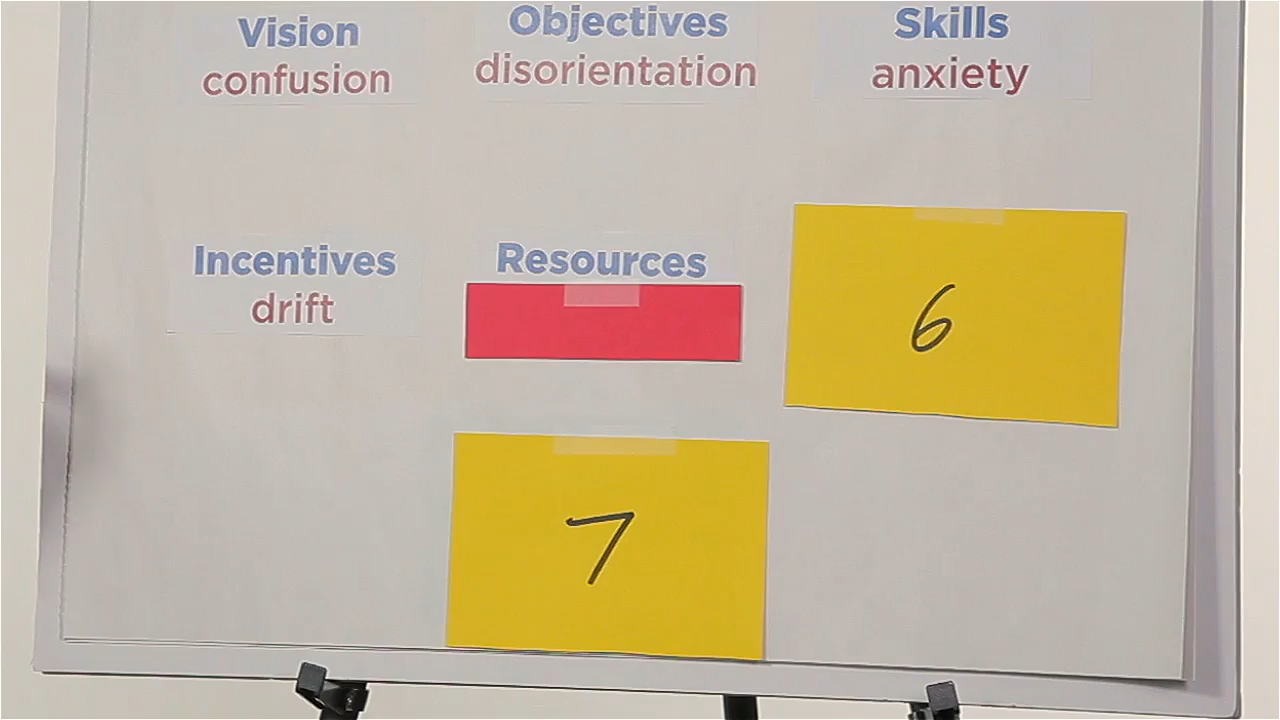 Vision
confusion
Objectives
disorientation
Skills
anxiety
Incentives
drift
Resources
6
7